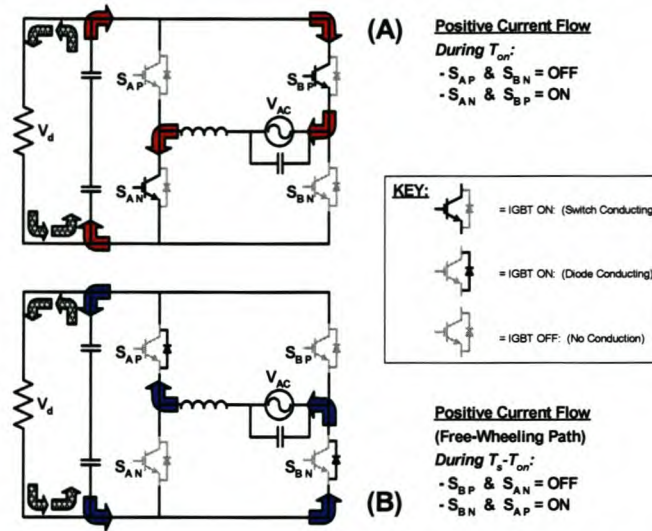 (A)
Positive Current Flow
During Ton:
- SAP & SBN = OFF
- SAN & SBP = ON
SAP
SBP
VAC
Vd
SAN
SBN
KEY:
= IGBT ON: (Switch Conducting)
= IGBT ON: (Diode Conducting)
= IGBT OFF: (No Conduction)
SAP
SBP
VAC
Vd
SAN
SBN
(B)
Positive Current Flow
(Free-Wheeling Path)
During Ts-Ton:
- SBP & SAN = OFF
- SBN & SAP = ON